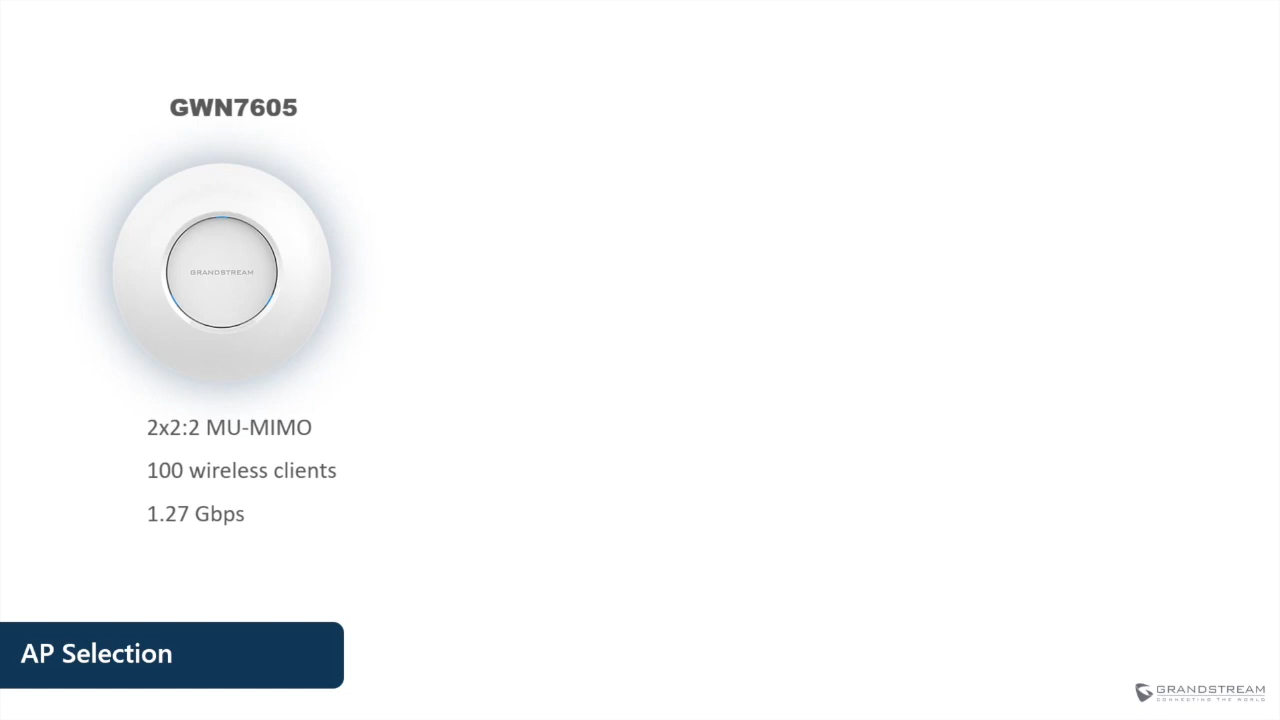 GWN7605
GRANDSTREAM
2x2:2 MU-MIMO
100 wireless clients
1.27 Gbps
AP Selection
GRANDSTREAM
CONNECTING THE WORLD